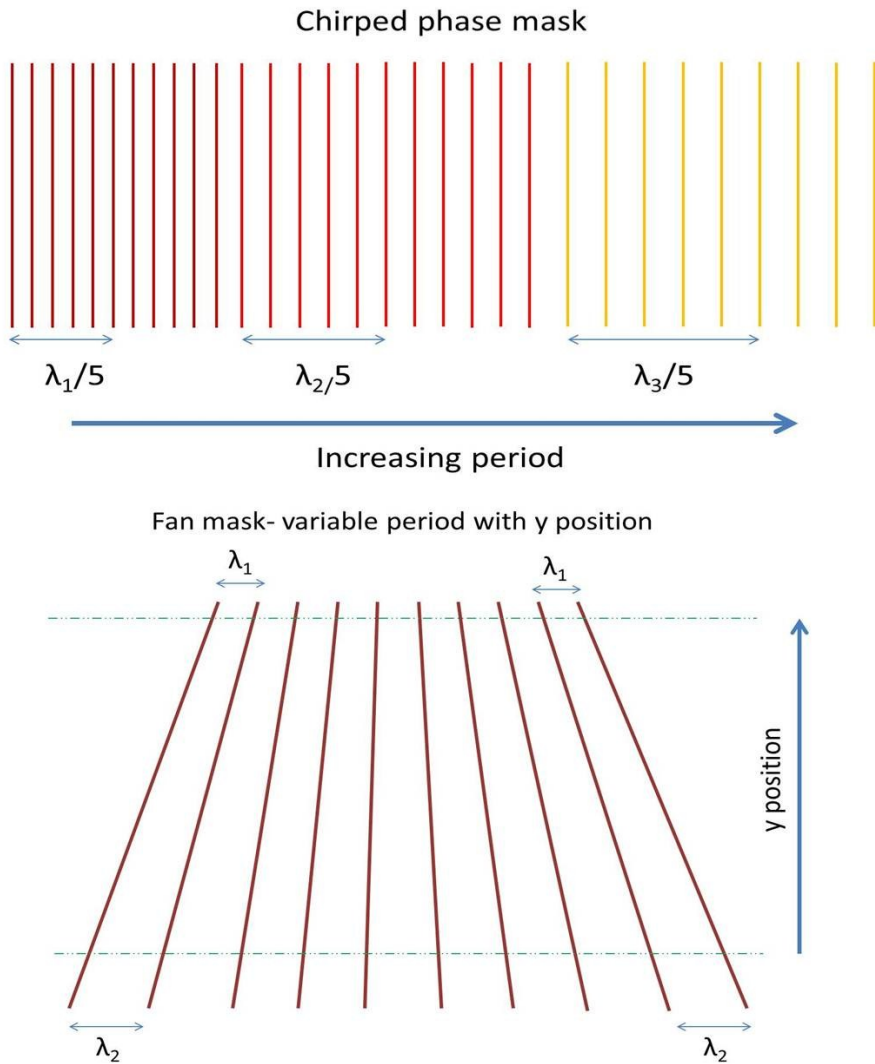 Chirped phase mask
λ₁/5
λ₂/5
λ₃/5
Increasing period
Fan mask- variable period with y position
λ₁
λ₁
y position
λ₂
λ₂